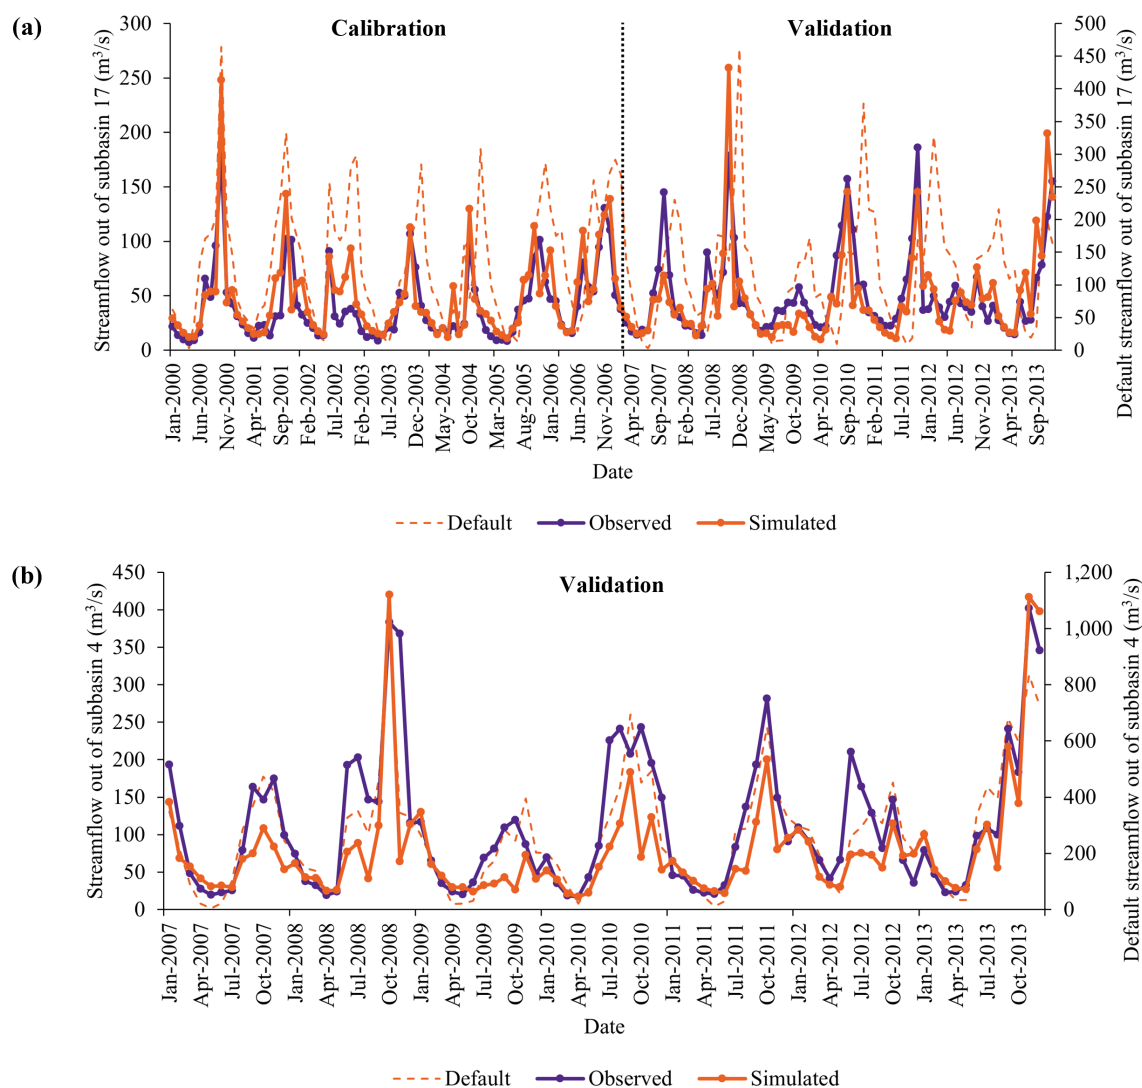 (a)
Calibration
Validation
Streamflow out of subbasin 17 (m³/s)
300
250
200
150
100
50
0
Default streamflow out of subbasin 17 (m³/s)
500
450
400
350
300
250
200
150
100
50
0
Jan-2000
Jun-2000
Nov-2000
Apr-2001
Sep-2001
Feb-2002
Jul-2002
Feb-2003
Jul-2003
Dec-2003
May-2004
Oct-2004
Mar-2005
Aug-2005
Jan-2006
Jun-2006
Nov-2006
Apr-2007
Sep-2007
Feb-2008
Jul-2008
Dec-2008
May-2009
Oct-2009
Apr-2010
Sep-2010
Feb-2011
Jul-2011
Jan-2012
Jun-2012
Nov-2012
Apr-2013
Sep-2013
Date
Default Observed Simulated
(b)
Validation
Streamflow out of subbasin 4 (m³/s)
450
400
350
300
250
200
150
100
50
0
Default streamflow out of subbasin 4 (m³/s)
1,200
1,000
800
600
400
200
0
Jan-2007
Apr-2007
Jul-2007
Oct-2007
Jan-2008
Apr-2008
Jul-2008
Oct-2008
Jan-2009
Apr-2009
Jul-2009
Oct-2009
Jan-2010
Apr-2010
Jul-2010
Oct-2010
Jan-2011
Apr-2011
Jul-2011
Oct-2011
Jan-2012
Apr-2012
Jul-2012
Oct-2012
Jan-2013
Apr-2013
Jul-2013
Oct-2013
Date
Default Observed Simulated